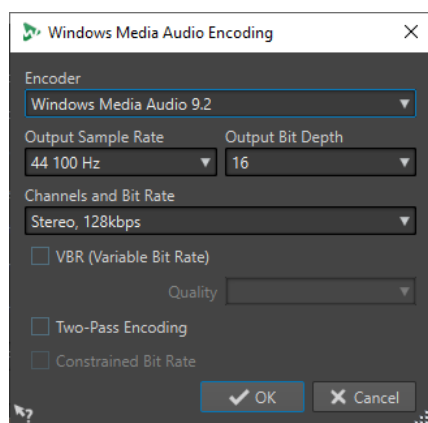 Windows Media Audio Encoding
Encoder
Windows Media Audio 9.2
Output Sample Rate Output Bit Depth
44 100 Hz 16
Channels and Bit Rate
Stereo, 128kbps
VBR (Variable Bit Rate)
Quality
Two-Pass Encoding
Constrained Bit Rate
OK Cancel
?